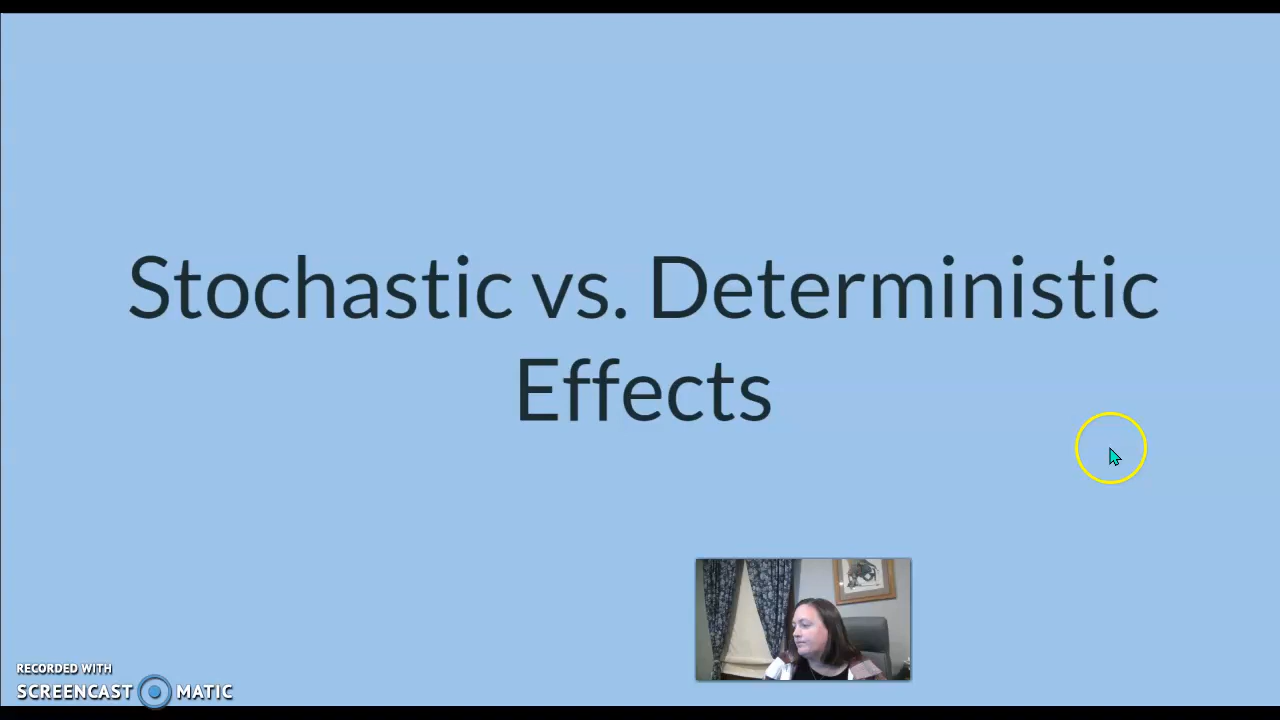 Stochastic vs. Deterministic
Effects
RECORDED WITH
SCREENCAST MATIC